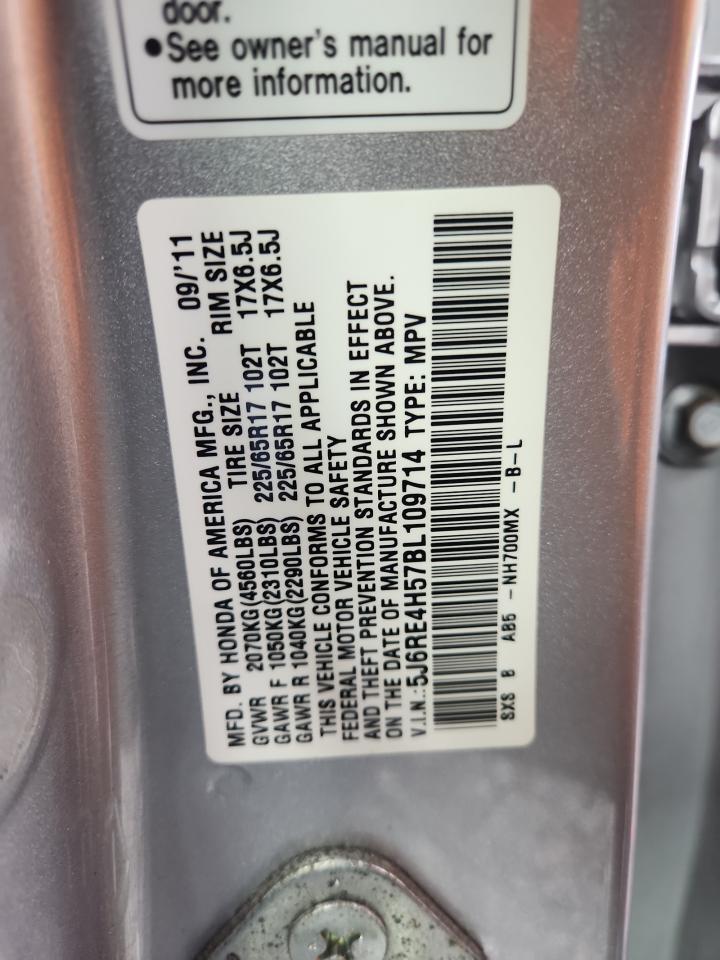 door.
●See owner's manual for
more information.
MFD. BY HONDA OF AMERICA MFG., INC. 09/'11
GVWR 2070KG(4560LBS) TIRE SIZE RIM SIZE
GAWR F 1050KG(2310LBS) 225/65R17 102T 17X6.5J
GAWR R 1040KG(2290LBS) 225/65R17 102T 17X6.5J
THIS VEHICLE CONFORMS TO ALL APPLICABLE
FEDERAL MOTOR VEHICLE SAFETY
AND THEFT PREVENTION STANDARDS IN EFFECT
ON THE DATE OF MANUFACTURE SHOWN ABOVE.
V.I.N.:5J6RE4H57BL109714 TYPE: MPV
SXS B AB5 -NH700MX -B-L